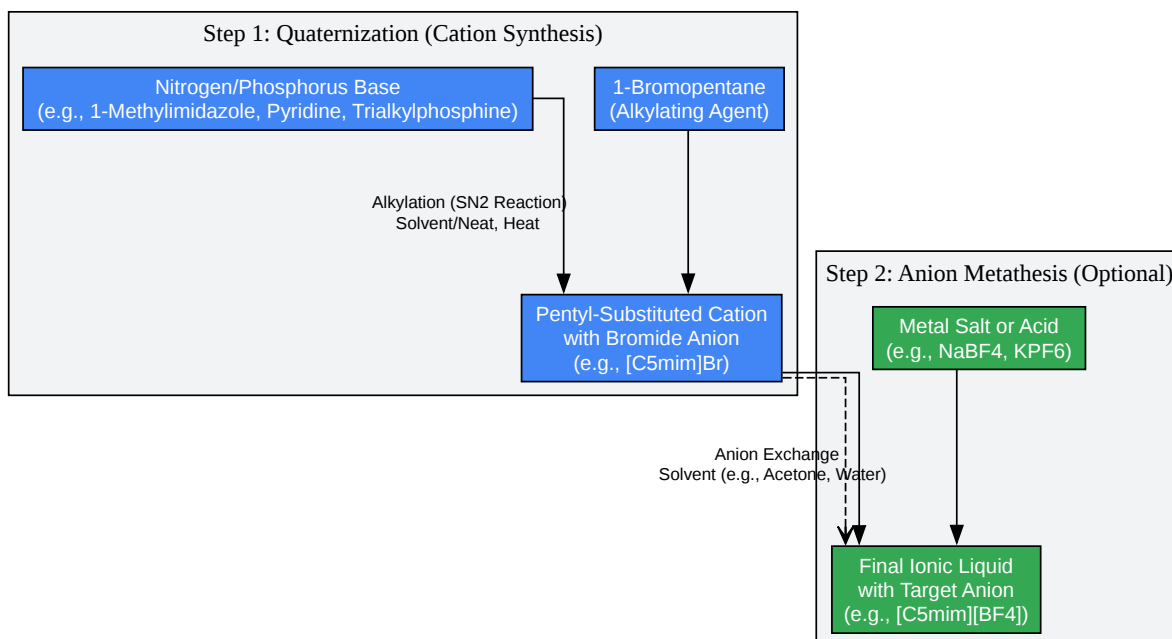 Step 1: Quaternization (Cation Synthesis)
Nitrogen/Phosphorus Base
(e.g., 1-Methylimidazole, Pyridine, Trialkylphosphine)
1-Bromopentane
(Alkylating Agent)
Alkylation (SN2 Reaction)
Solvent/Neat, Heat
Pentyl-Substituted Cation
with Bromide Anion
(e.g., [C5mim]Br)
Step 2: Anion Metathesis (Optional)
Metal Salt or Acid
(e.g., NaBF4, KPF6)
Anion Exchange
Solvent (e.g., Acetone, Water)
Final Ionic Liquid
with Target Anion
(e.g., [C5mim][BF4])